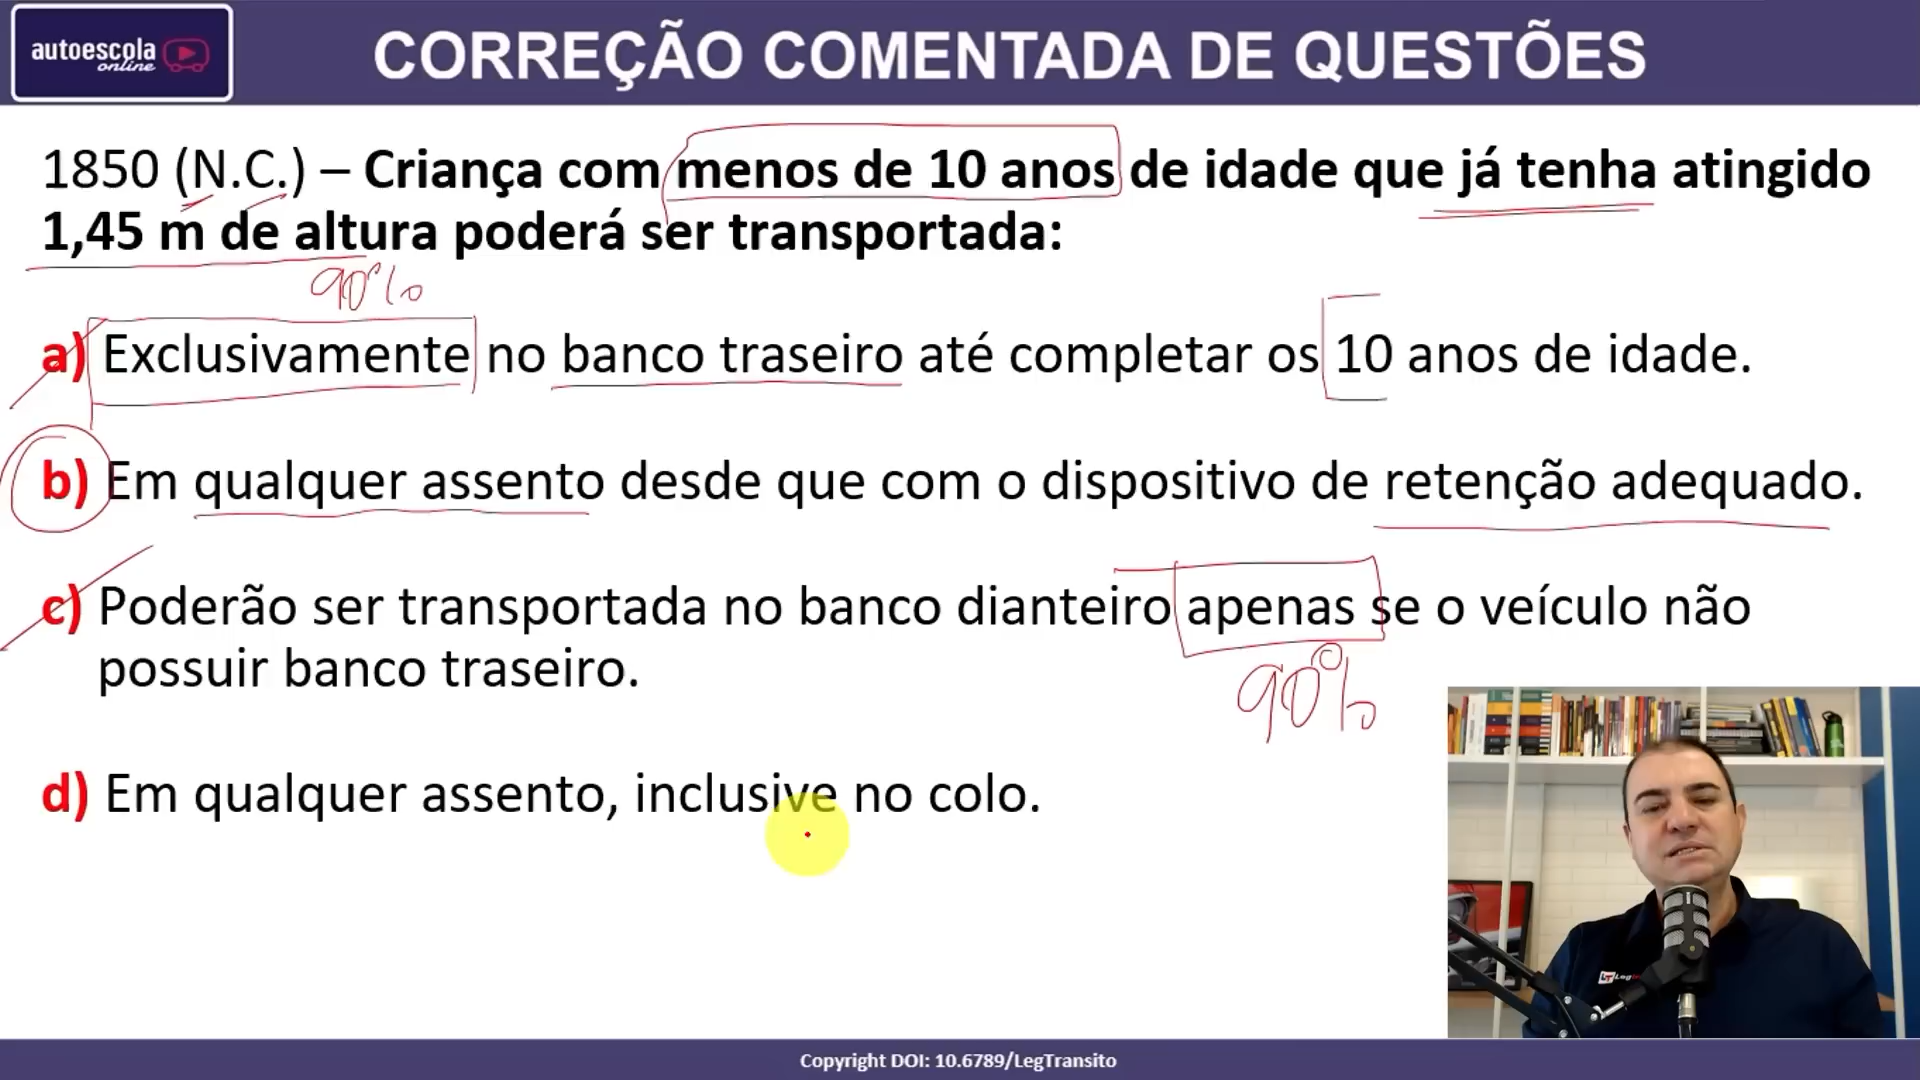 autoescola
online
CORREÇÃO COMENTADA DE QUESTÕES
1850 (N.C.) – Criança com menos de 10 anos de idade que já tenha atingido
1,45 m de altura poderá ser transportada:
90%
a) Exclusivamente no banco traseiro até completar os 10 anos de idade.
b) Em qualquer assento desde que com o dispositivo de retenção adequado.
c) Poderão ser transportada no banco dianteiro apenas se o veículo não
possuir banco traseiro.
90%
d) Em qualquer assento, inclusive no colo.
Copyright DOI: 10.6789/LegTransito